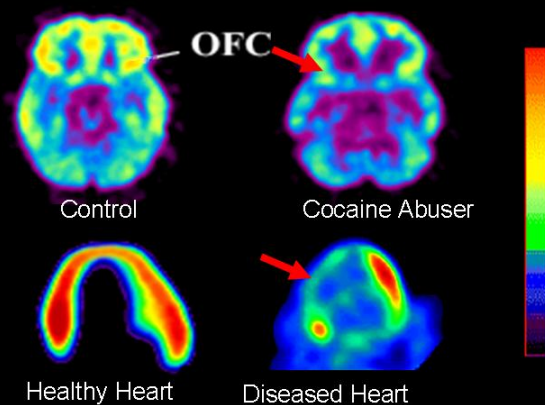 OFC
Control
Cocaine Abuser
Healthy Heart
Diseased Heart